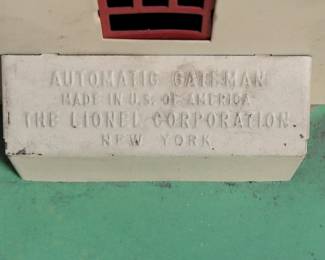 AUTOMATIC GATEMAN
MADE IN U.S. OF AMERICA
THE LIONEL CORPORATION
NEW YORK